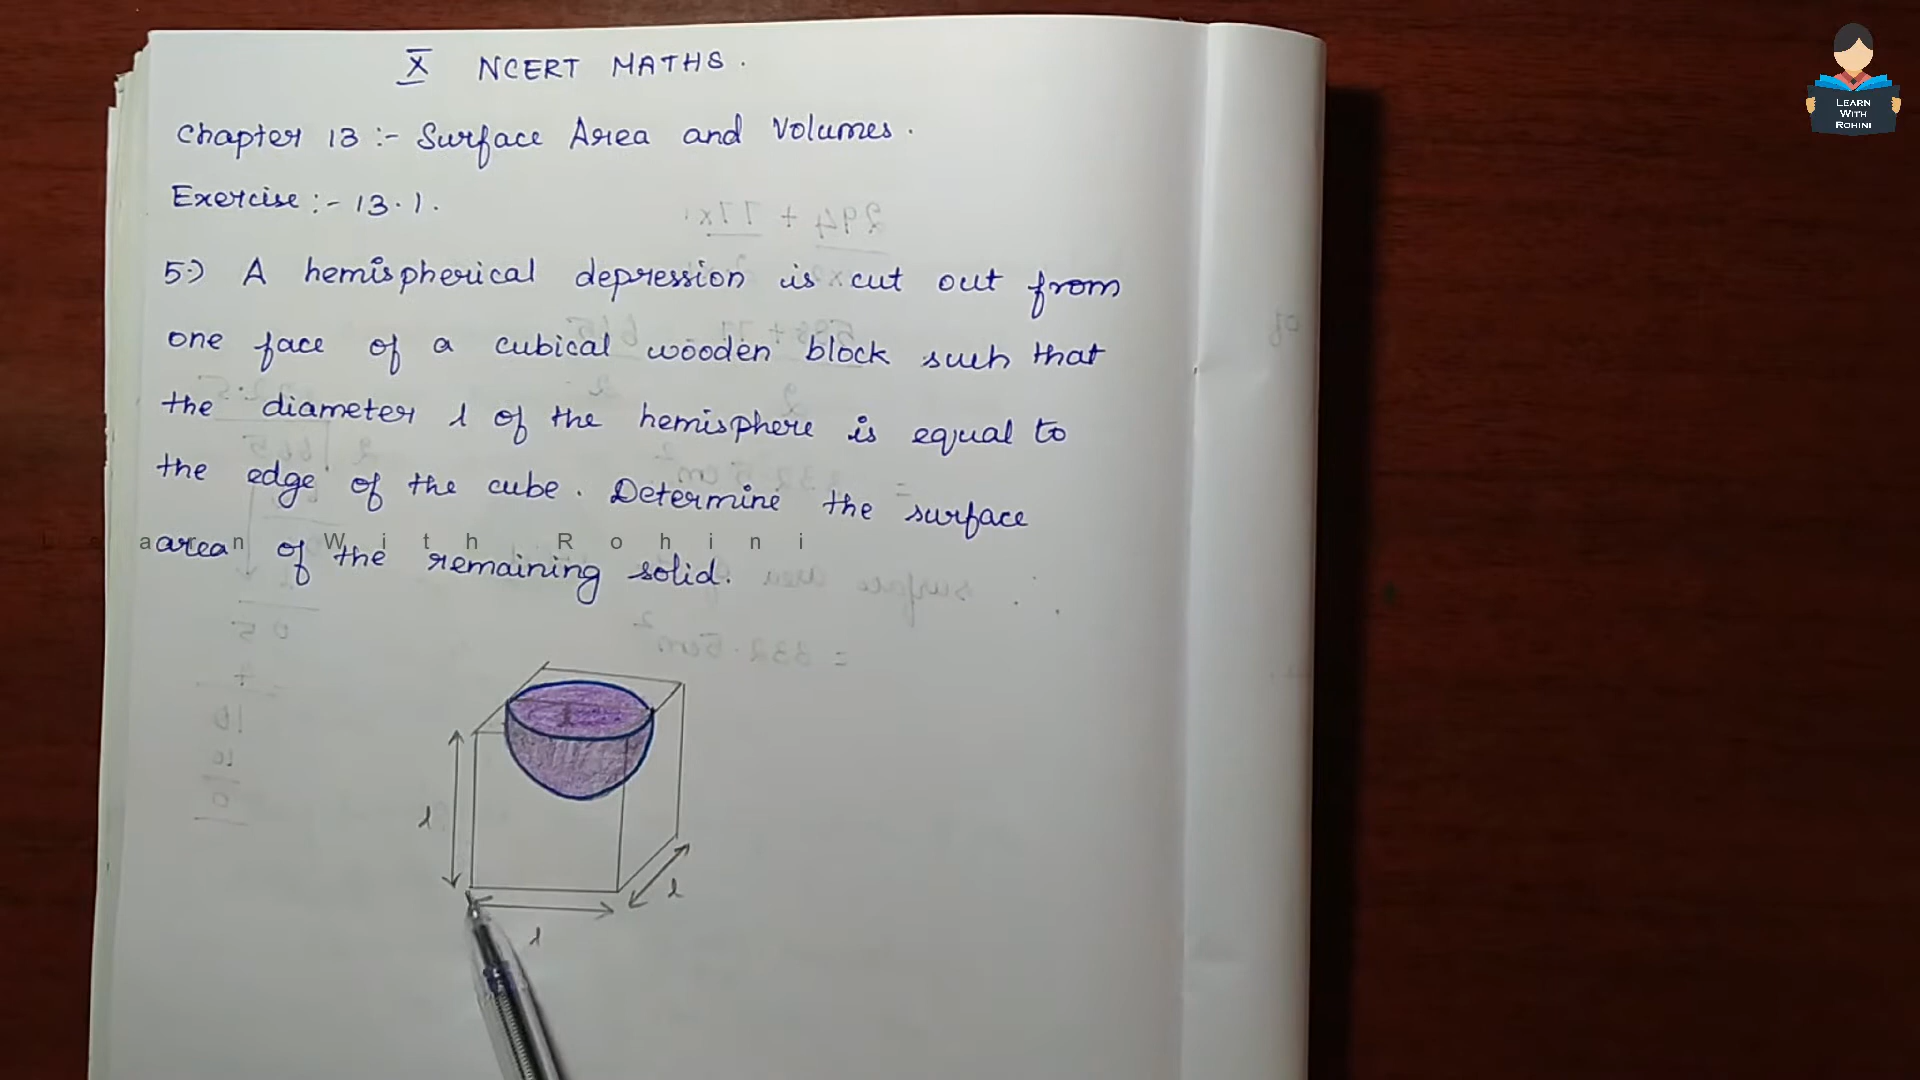 X NCERT MATHS.
Chapter 13 :- Surface Area and Volumes.
Exercise :- 13.1.
5:) A hemispherical depression is cut out from
one face of a cubical wooden block such that
the diameter l of the hemisphere is equal to
the edge of the cube. Determine the surface
area of the remaining solid.
Learn With Rohini
l
l
l
l
LEARN
WITH
ROHINI